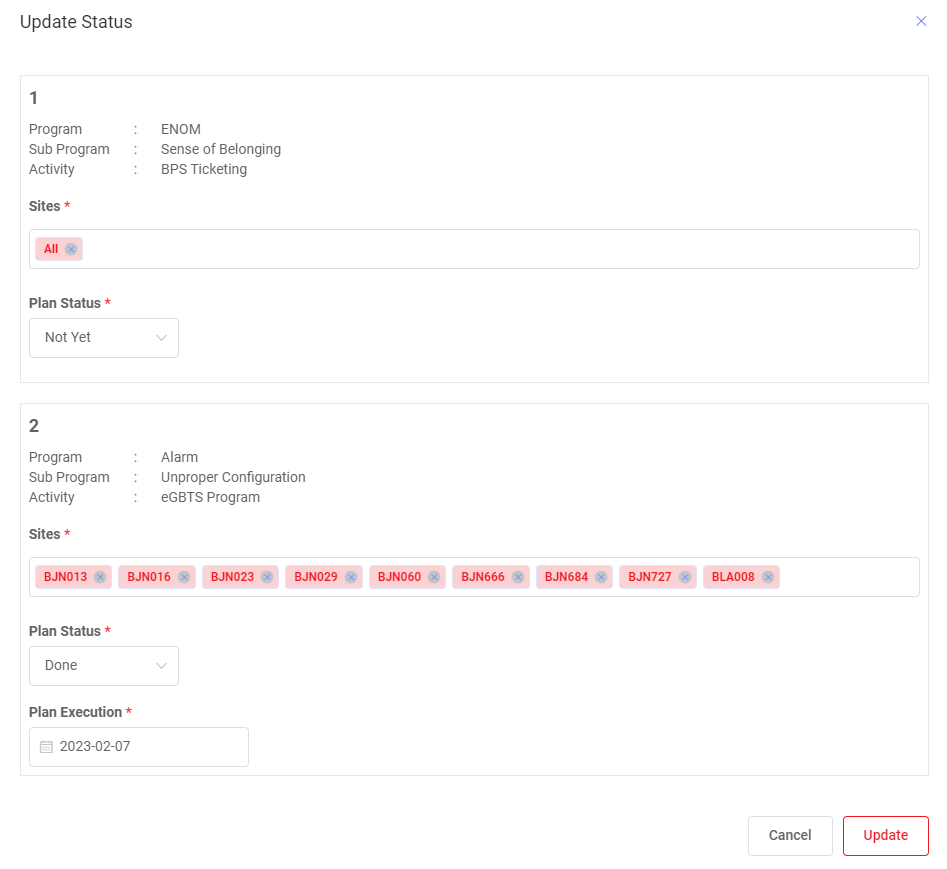 Update Status
1
Program : ENOM
Sub Program : Sense of Belonging
Activity : BPS Ticketing
Sites *
All
Plan Status *
Not Yet
2
Program : Alarm
Sub Program : Unproper Configuration
Activity : eGBTS Program
Sites *
BJN013 BJN016 BJN023 BJN029 BJN060 BJN666 BJN684 BJN727 BLA008
Plan Status *
Done
Plan Execution *
2023-02-07
Cancel Update